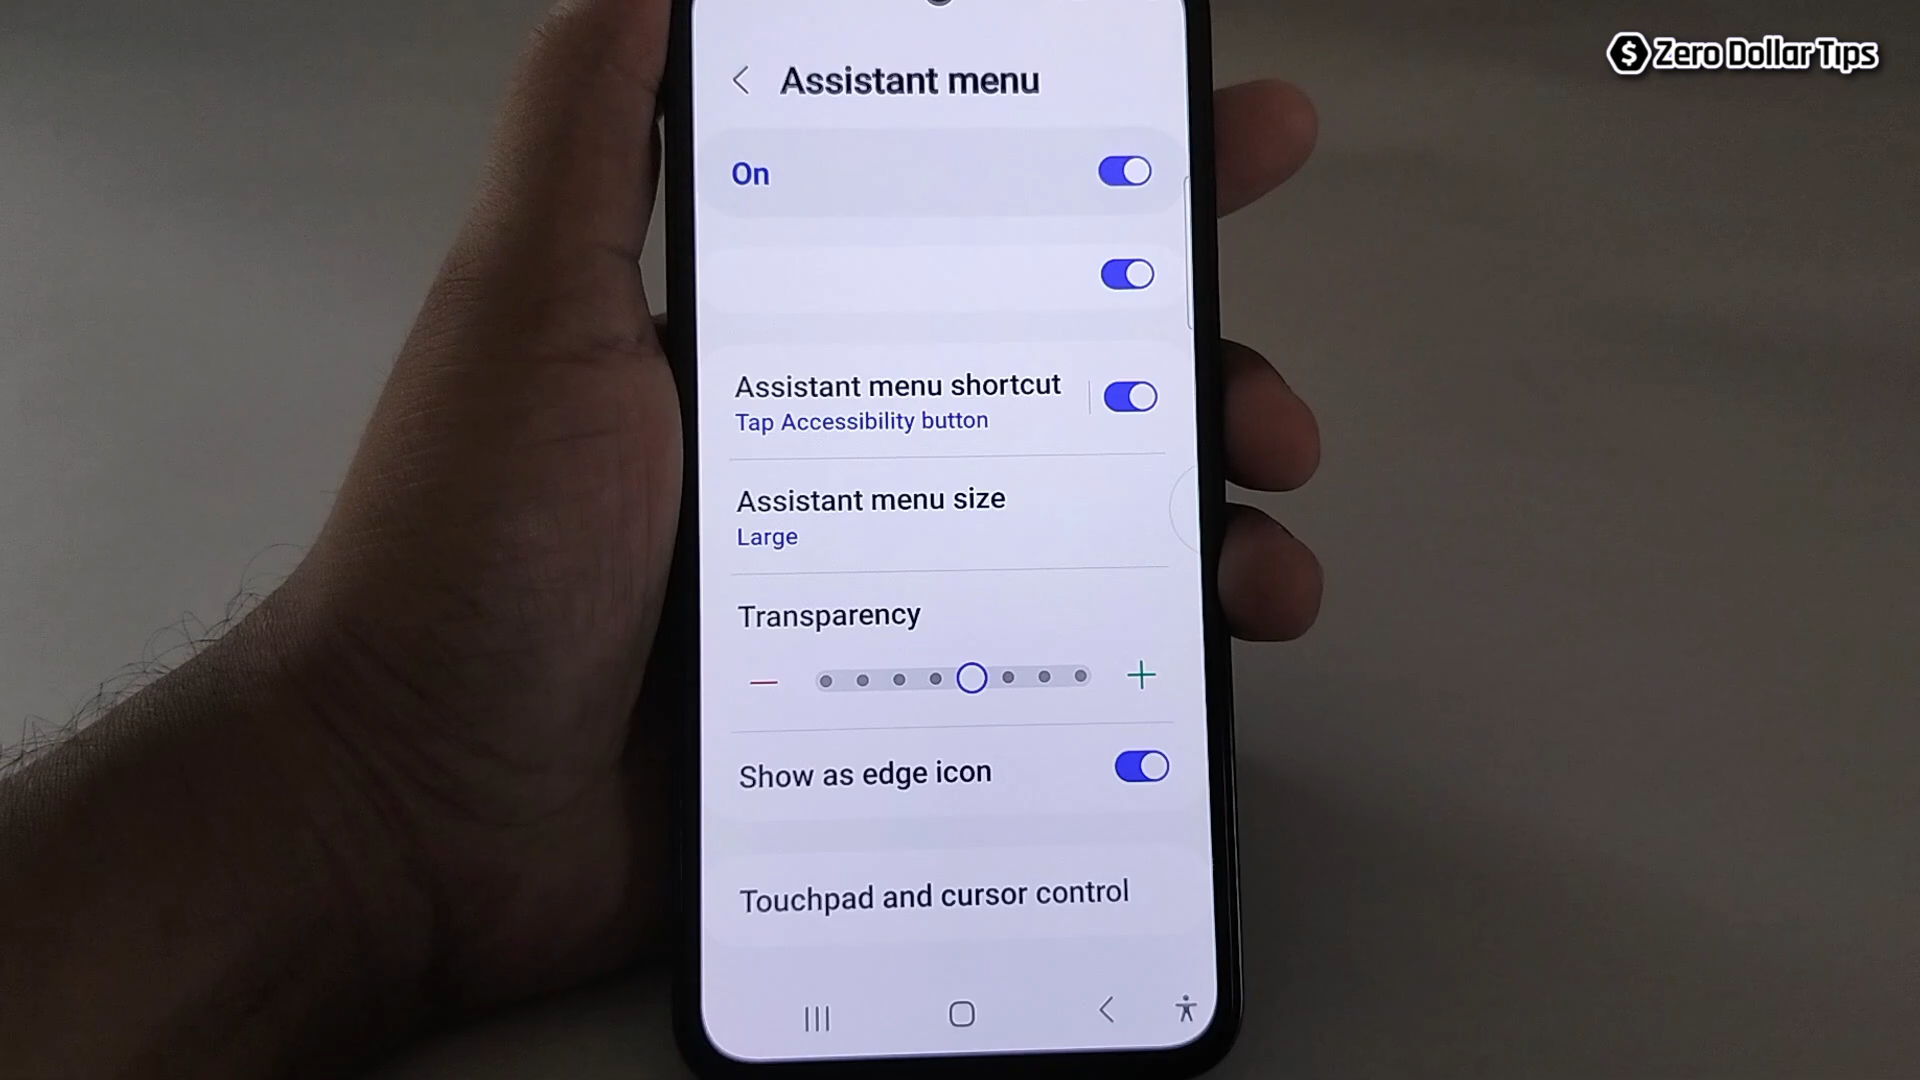 Zero Dollar Tips
Assistant menu
On
Assistant menu shortcut
Tap Accessibility button
Assistant menu size
Large
Transparency
Show as edge icon
Touchpad and cursor control